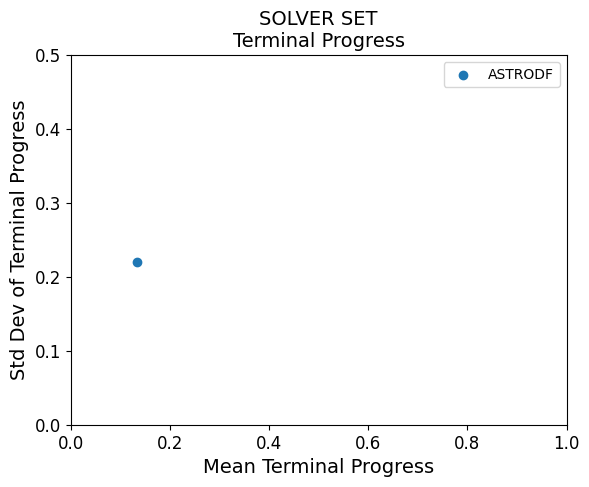 SOLVER SET
Terminal Progress
ASTRODF
Std Dev of Terminal Progress
0.5
0.4
0.3
0.2
0.1
0.0
0.0 0.2 0.4 0.6 0.8 1.0
Mean Terminal Progress